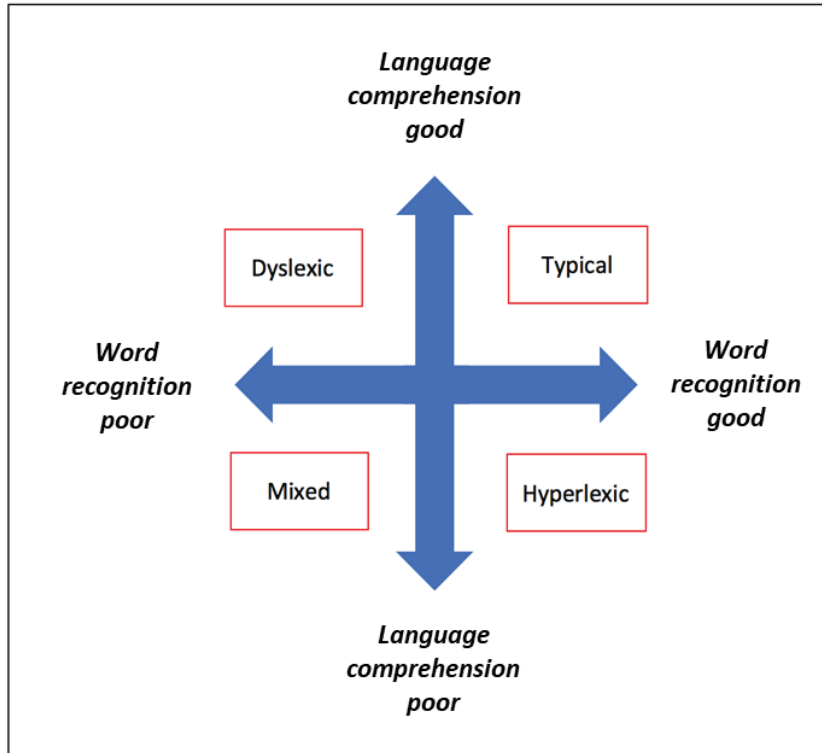 Language
comprehension
good
Dyslexic
Typical
Word
recognition
poor
Word
recognition
good
Mixed
Hyperlexic
Language
comprehension
poor